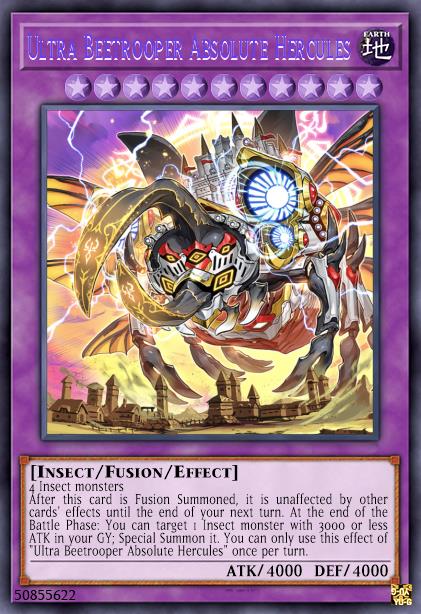 Ultra Beetrooper Absolute Hercules
EARTH
地
[Insect/Fusion/Effect]
4 Insect monsters
After this card is Fusion Summoned, it is unaffected by other
cards' effects until the end of your next turn. At the end of the
Battle Phase: You can target 1 Insect monster with 3000 or less
ATK in your GY; Special Summon it. You can only use this effect of
"Ultra Beetrooper Absolute Hercules" once per turn.
ATK/4000 DEF/4000
50855622